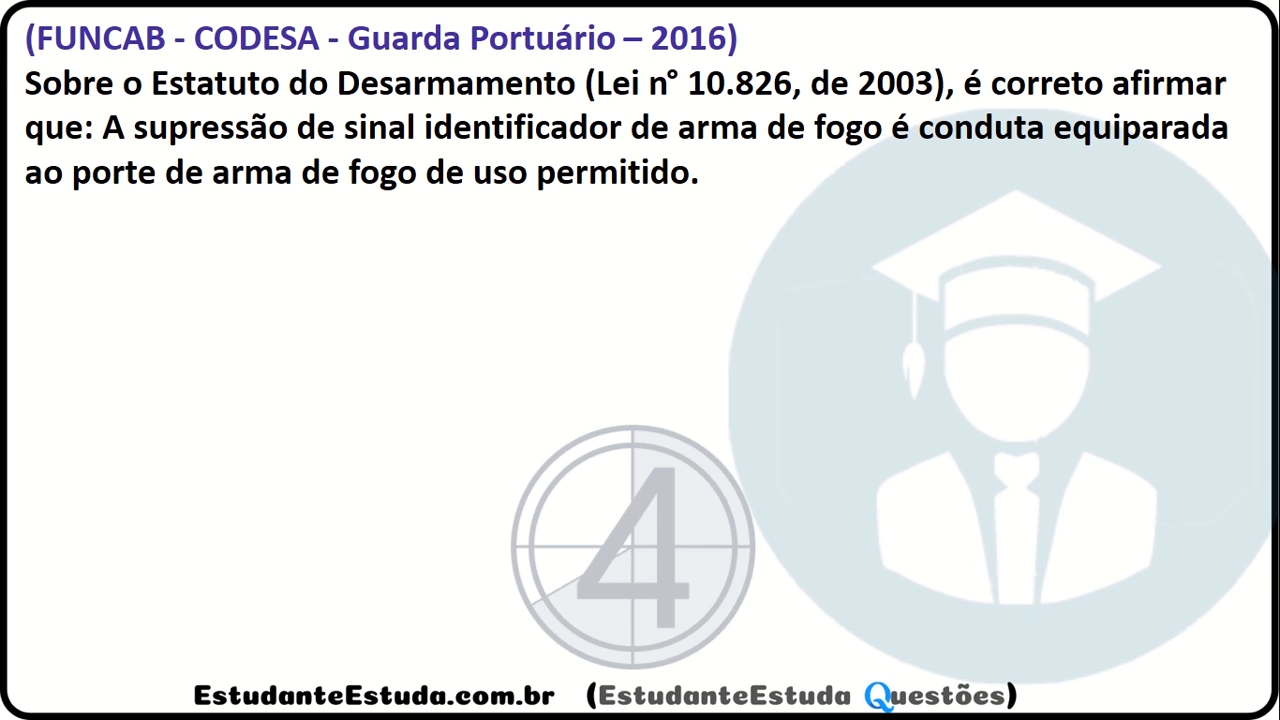 (FUNCAB - CODESA - Guarda Portuário – 2016)
Sobre o Estatuto do Desarmamento (Lei n° 10.826, de 2003), é correto afirmar
que: A supressão de sinal identificador de arma de fogo é conduta equiparada
ao porte de arma de fogo de uso permitido.
4
EstudanteEstuda.com.br (EstudanteEstuda Questões)